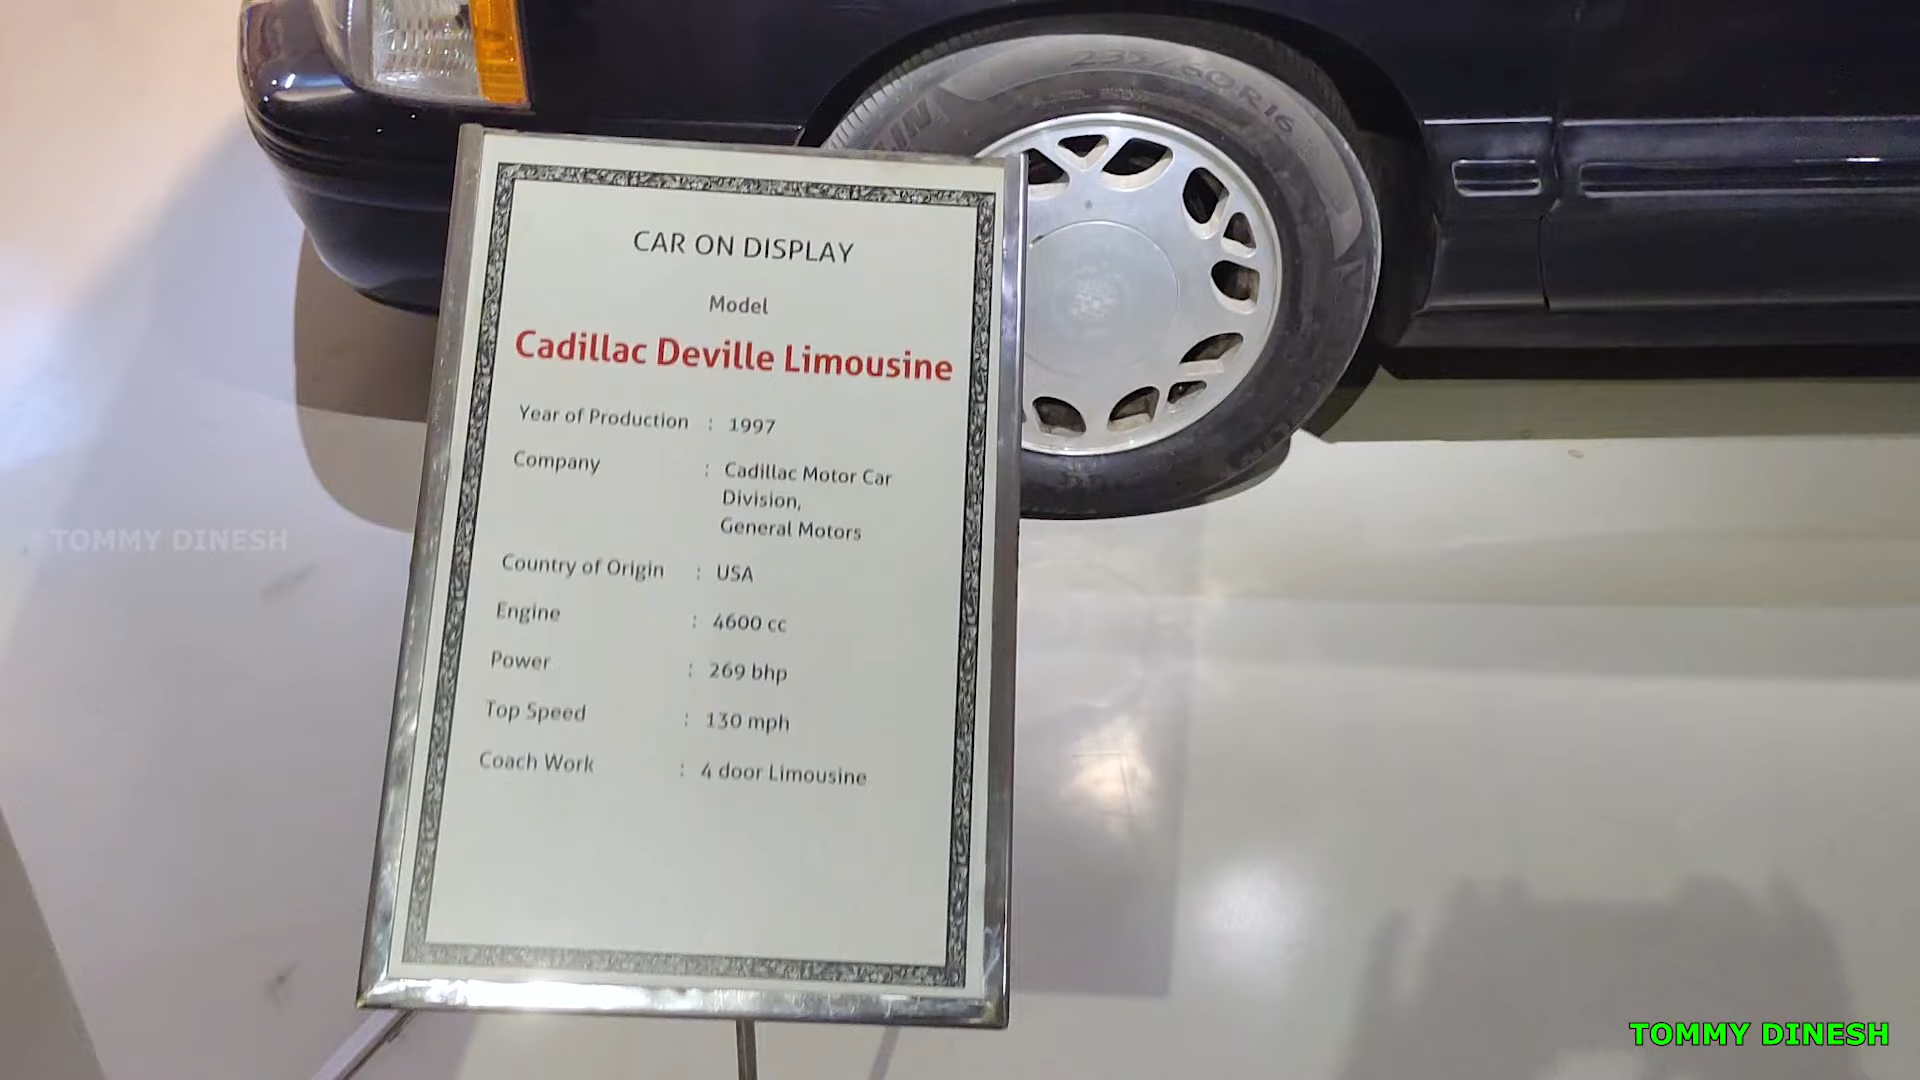 235/60R16
CAR ON DISPLAY
Model
Cadillac Deville Limousine
Year of Production : 1997
Company : Cadillac Motor Car
Division,
General Motors
Country of Origin : USA
Engine : 4600 cc
Power : 269 bhp
Top Speed : 130 mph
Coach Work : 4 door Limousine
TOMMY DINESH
TOMMY DINESH